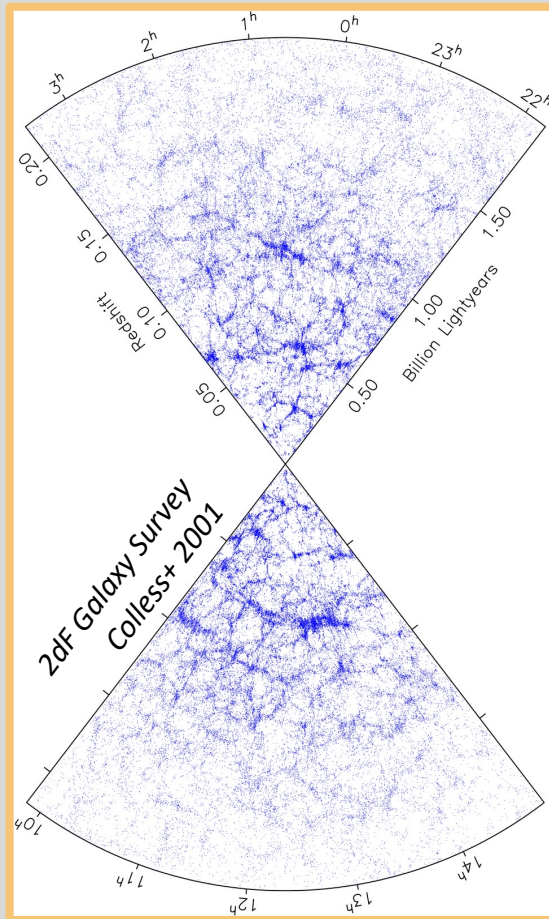 3ʰ
2ʰ
1ʰ
0ʰ
23ʰ
22ʰ
0.20
0.15
0.10
0.05
Redshift
1.50
1.00
0.50
Billion Lightyears
2dF Galaxy Survey
Colless+ 2001
10ʰ
11ʰ
12ʰ
13ʰ
14ʰ